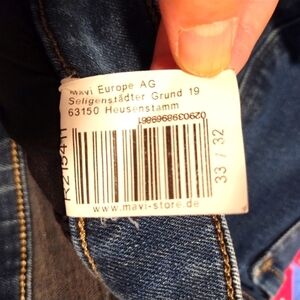 Mavi Europe AG
Seligenstädter Grund 19
63150 Heusenstamm
33 / 32
www.mavi-store.de